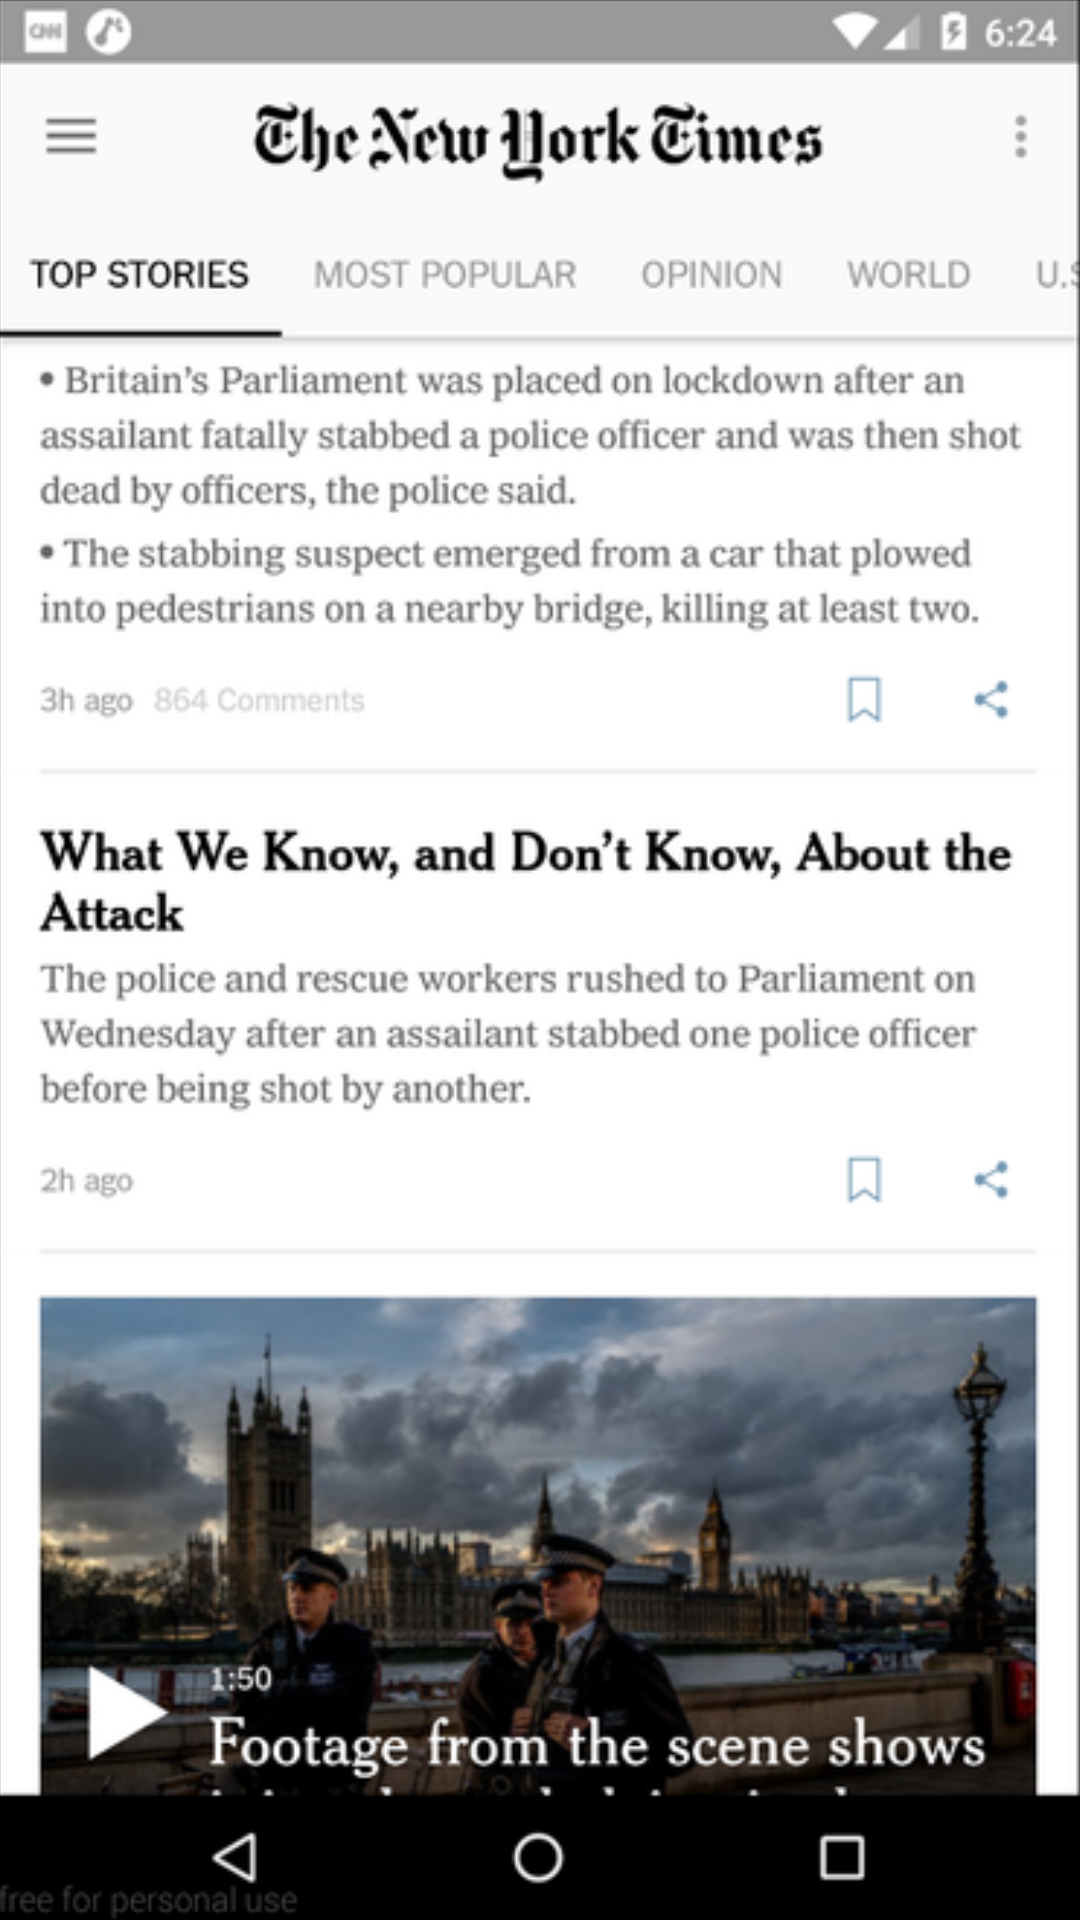 CNN
6:24
The New York Times
TOP STORIES MOST POPULAR OPINION WORLD U.S
• Britain’s Parliament was placed on lockdown after an
assailant fatally stabbed a police officer and was then shot
dead by officers, the police said.
• The stabbing suspect emerged from a car that plowed
into pedestrians on a nearby bridge, killing at least two.
3h ago 864 Comments
What We Know, and Don’t Know, About the
Attack
The police and rescue workers rushed to Parliament on
Wednesday after an assailant stabbed one police officer
before being shot by another.
2h ago
1:50
Footage from the scene shows
free for personal use